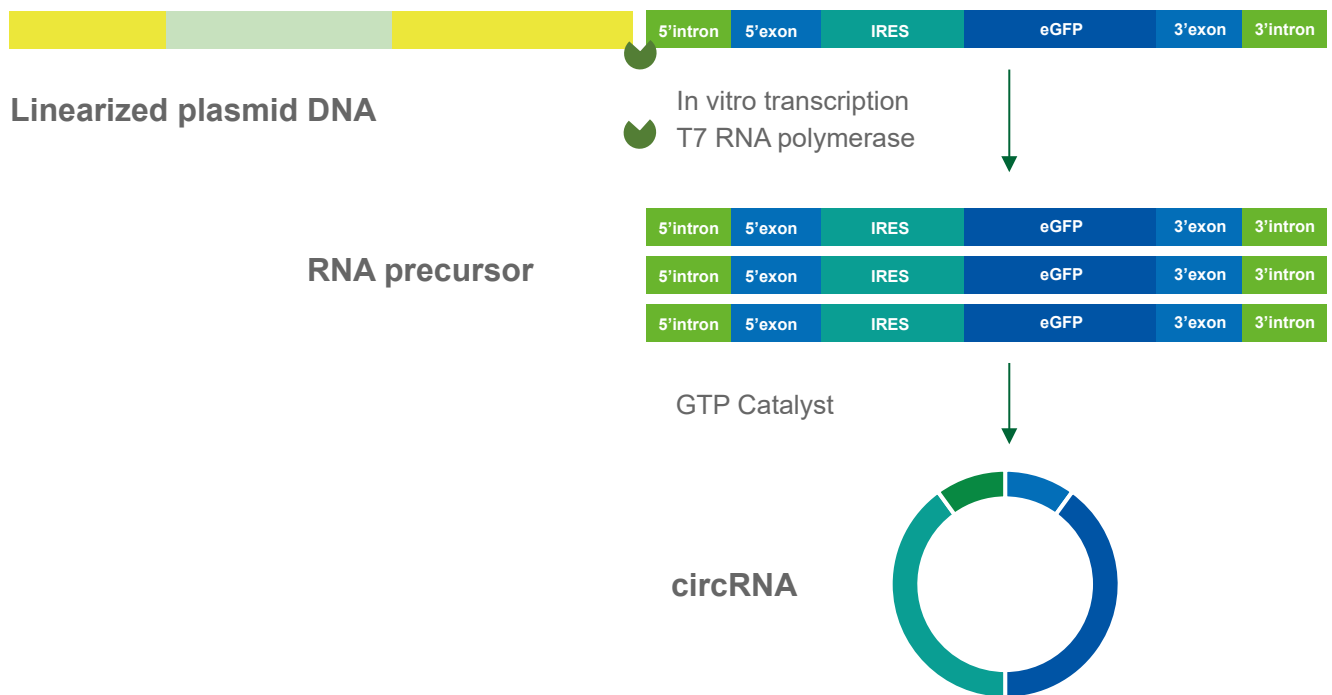 5'intron 5'exon IRES eGFP 3'exon 3'intron
Linearized plasmid DNA
In vitro transcription
T7 RNA polymerase
5'intron 5'exon IRES eGFP 3'exon 3'intron
RNA precursor
5'intron 5'exon IRES eGFP 3'exon 3'intron
5'intron 5'exon IRES eGFP 3'exon 3'intron
GTP Catalyst
circRNA